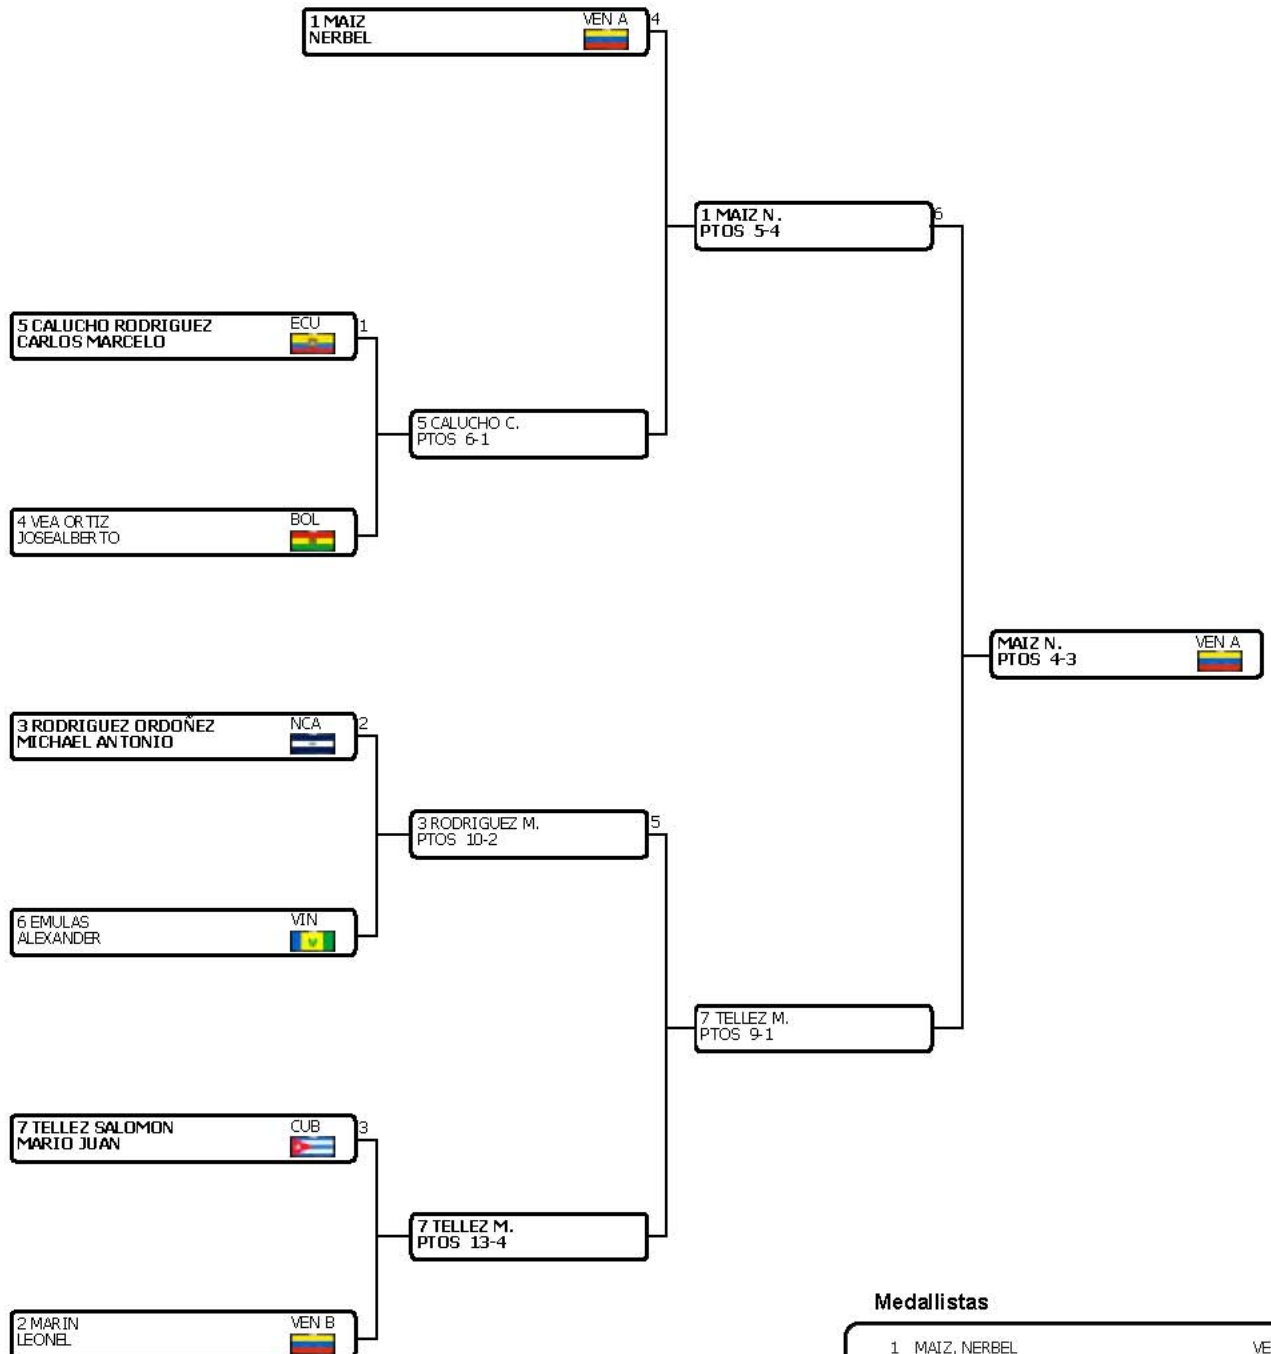 1 MAIZ VEN A 4
NERBEL
1 MAIZ N. 6
PTOS 5-4
5 CALUCHO RODRIGUEZ ECU 1
CARLOS MARCELO
5 CALUCHO C.
PTOS 6-1
4 VEA ORTIZ BOL
JOSEALBERTO
MAIZ N. VEN A
PTOS 4-3
3 RODRIGUEZ ORDOÑEZ NCA 2
MICHAEL ANTONIO
3 RODRIGUEZ M. 5
PTOS 10-2
6 EMULAS VIN
ALEXANDER
7 TELLEZ M.
PTOS 9-1
7 TELLEZ SALOMON CUB 3
MARIO JUAN
7 TELLEZ M.
PTOS 13-4
2 MARIN VEN B
LEONEL
Medallistas
1 MAIZ, NERBEL VE